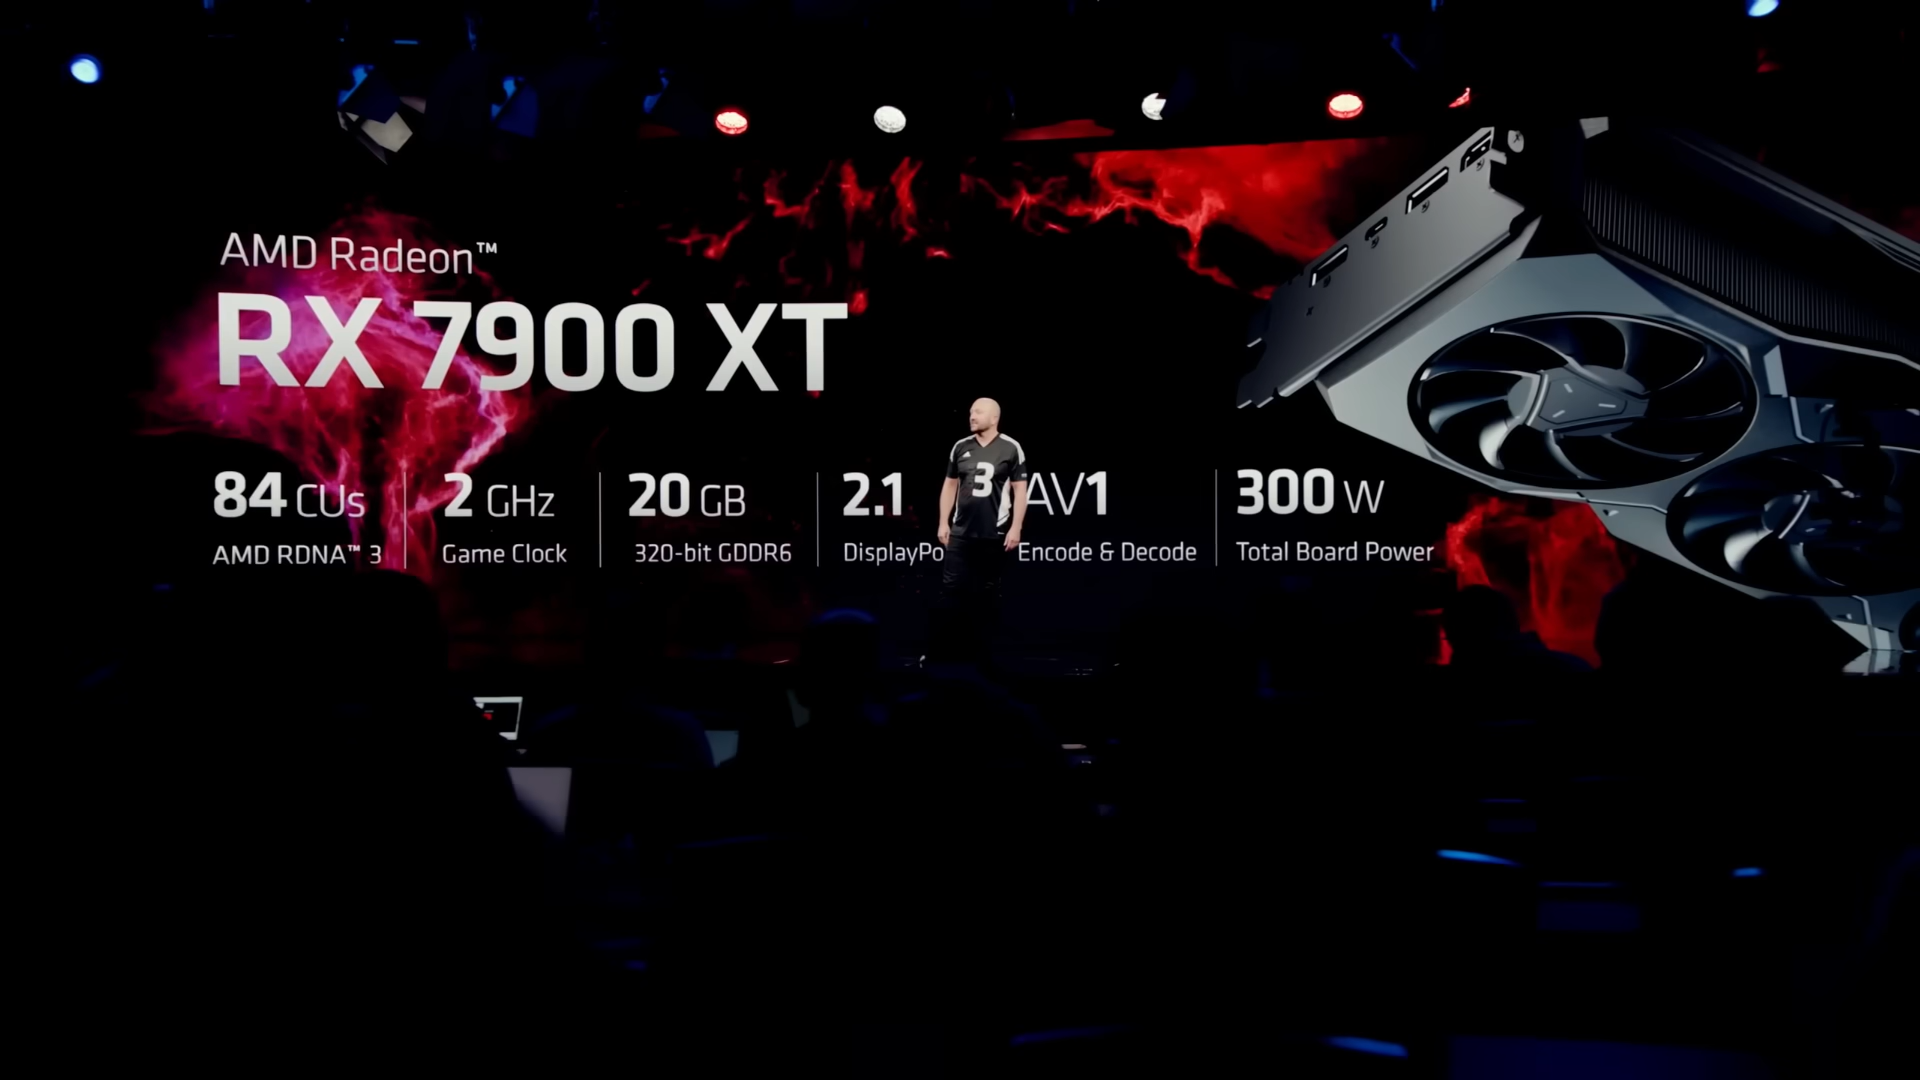 AMD Radeon™
RX 7900 XT
84 CUs
AMD RDNA™ 3
2 GHz
Game Clock
20 GB
320-bit GDDR6
2.1
DisplayPo
3
AV1
Encode & Decode
300 W
Total Board Power